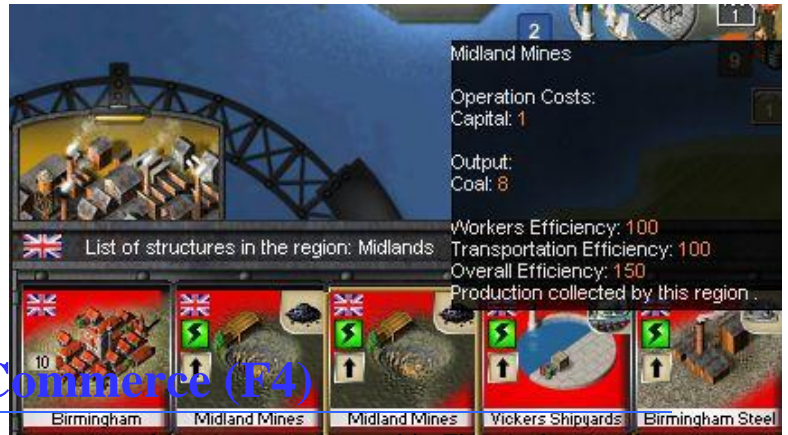 2
1
9
1
Midland Mines
Operation Costs:
Capital: 1
Output:
Coal: 8
Workers Efficiency: 100
Transportation Efficiency: 100
Overall Efficiency: 150
Production collected by this region .
List of structures in the region: Midlands
10
Commerce (F4)
Birmingham
Midland Mines
Midland Mines
Vickers Shipyards
Birmingham Steel